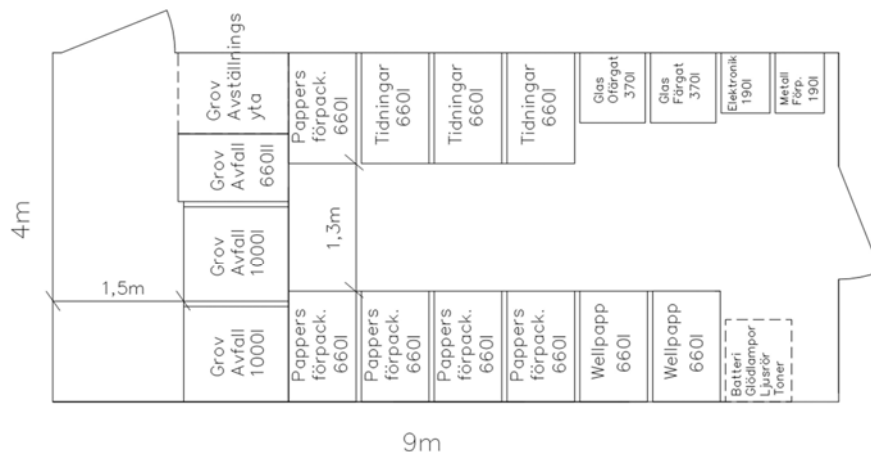 Grov
Avställnings
yta
Pappers
förpack.
660l
Tidningar
660l
Tidningar
660l
Tidningar
660l
Glas
Ofärgat
370l
Glas
Färgat
370l
Elektronik
190l
Metall
Förp.
190l
Grov
Avfall
660ll
4m
Grov
Avfall
1000l
1,3m
1,5m
Grov
Avfall
1000l
Pappers
förpack.
660l
Pappers
förpack.
660l
Pappers
förpack.
660l
Pappers
förpack.
660l
Wellpapp
660l
Wellpapp
660l
Batteri
Glödlampor
Ljusrör
Toner
9m